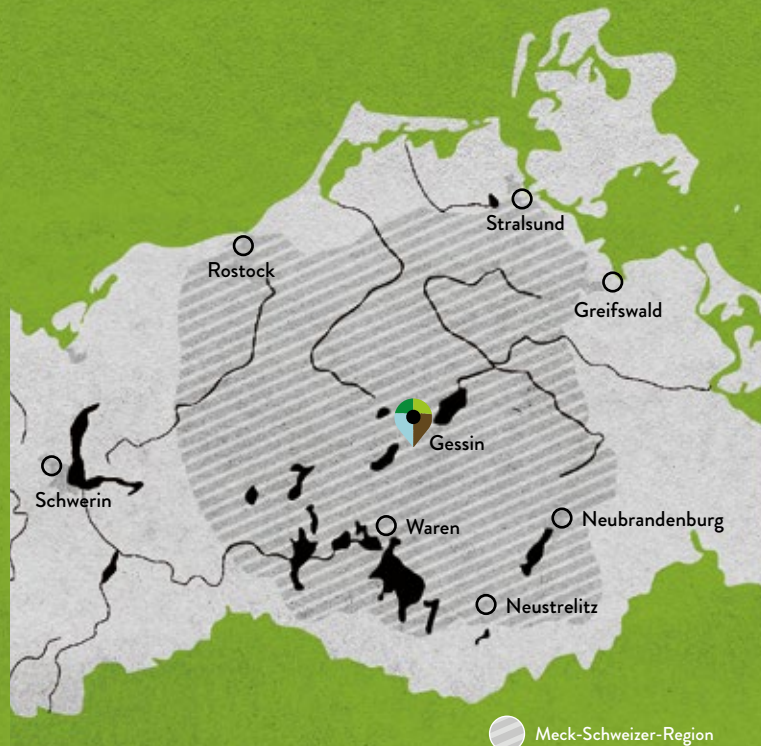 Stralsund
Rostock
Greifswald
Gessin
Schwerin
Waren
Neubrandenburg
Neustrelitz
Meck-Schweizer-Region